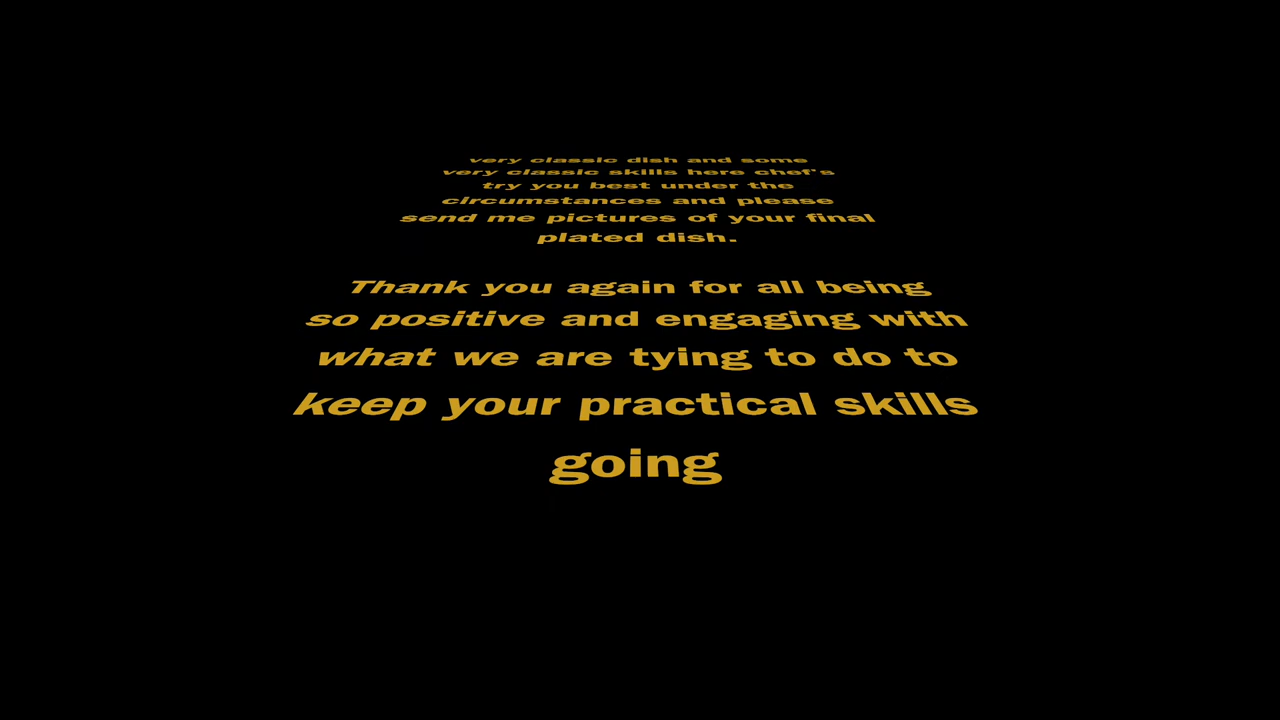 very classic dish and some
very classic skills here chef's
try you best under the
circumstances and please
send me pictures of your final
plated dish.
Thank you again for all being
so positive and engaging with
what we are tying to do to
keep your practical skills
going